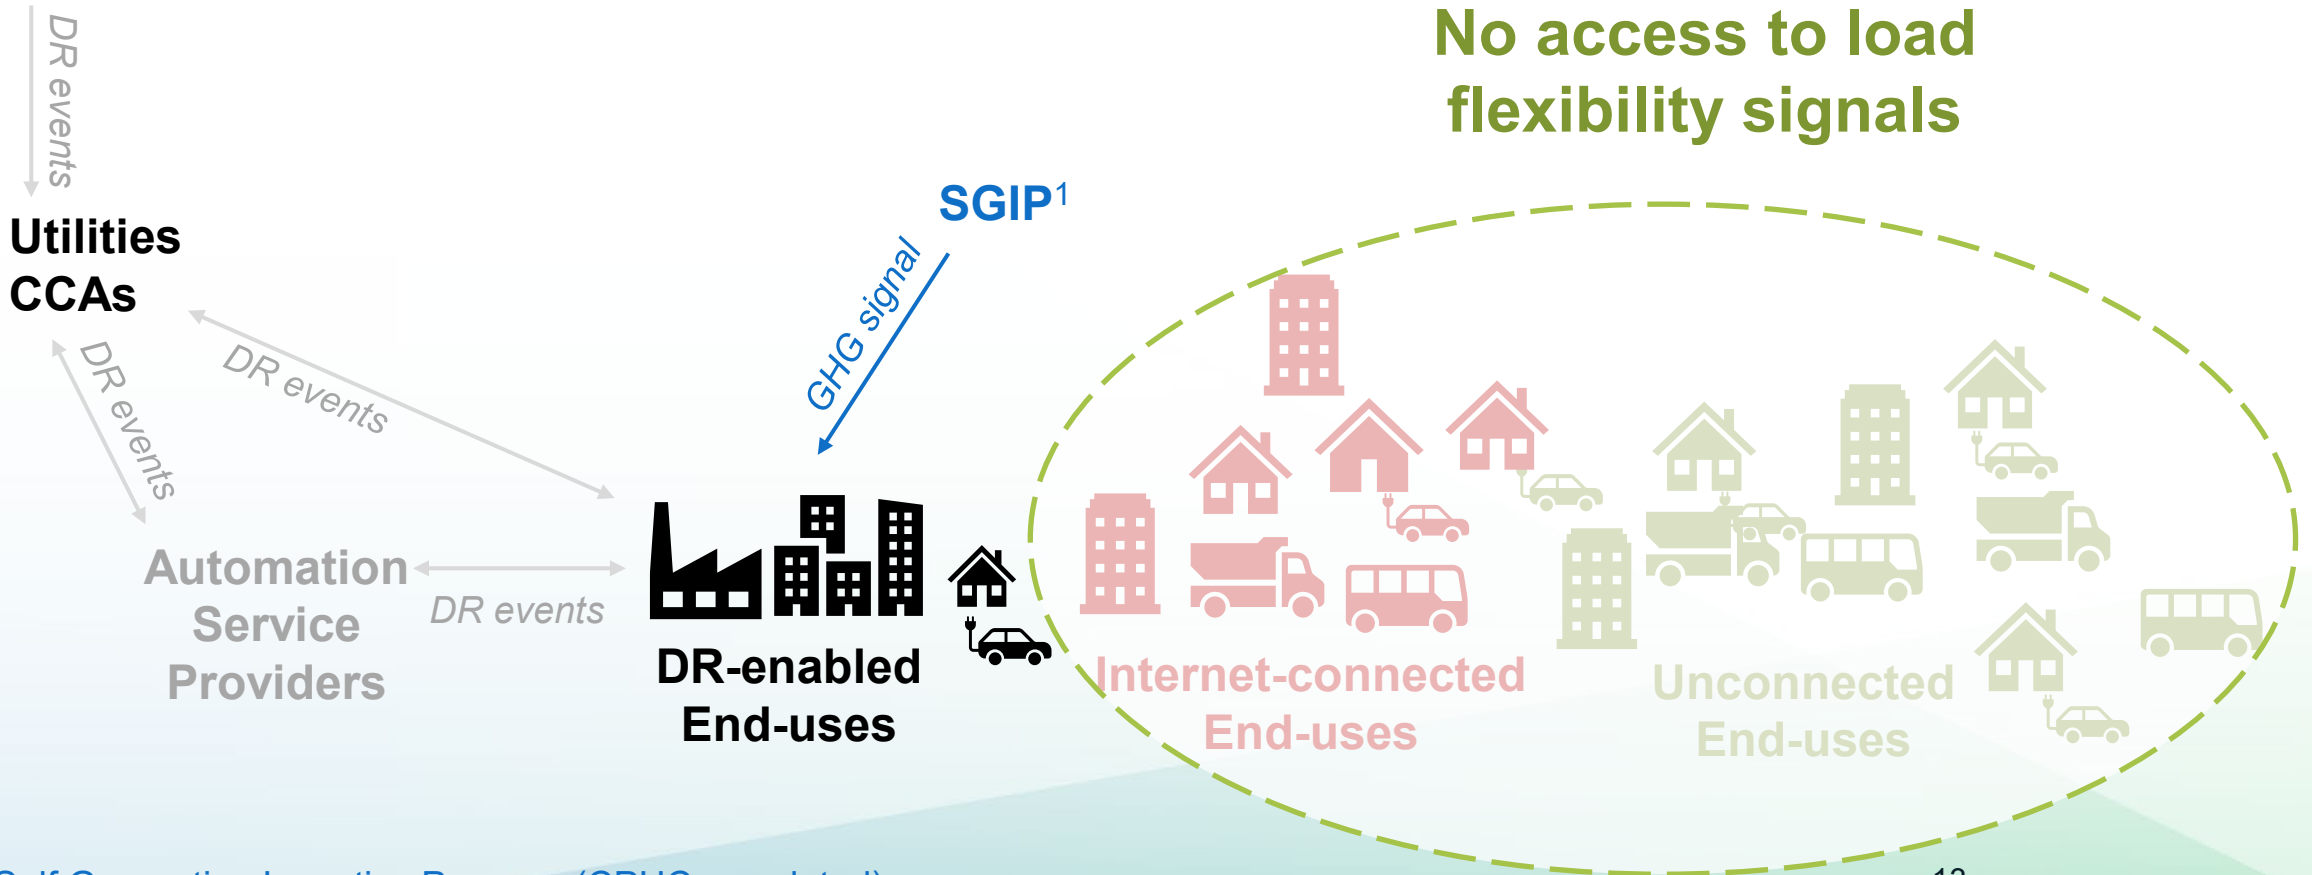 No access to load
flexibility signals
DR events
SGIP1
Utilities
CCAs
GHG signal
DR events
DR events
Automation
Service
Providers
DR events
DR-enabled
End-uses
Internet-connected
End-uses
Unconnected
End-uses